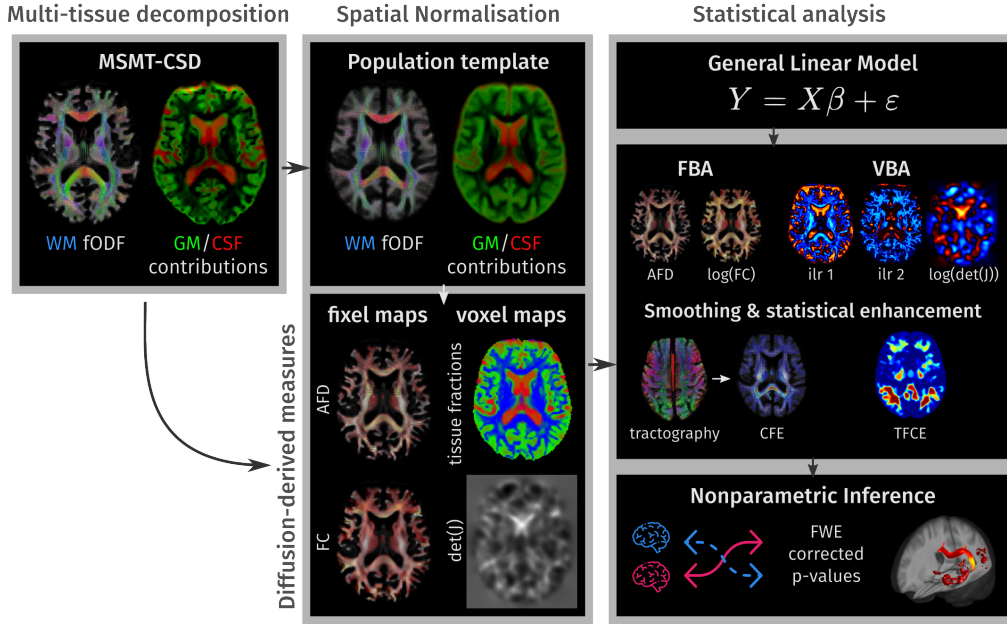 Multi-tissue decomposition
MSMT-CSD
WM fODF
GM/CSF
contributions
Spatial Normalisation
Population template
WM fODF
GM/CSF
contributions
Diffusion-derived measures
fixel maps
voxel maps
AFD
tissue fractions
FC
det(J)
Statistical analysis
General Linear Model
Y = Xβ + ε
FBA
VBA
AFD
log(FC)
ilr 1
ilr 2
log(det(J))
Smoothing & statistical enhancement
tractography
CFE
TFCE
Nonparametric Inference
FWE
corrected
p-values